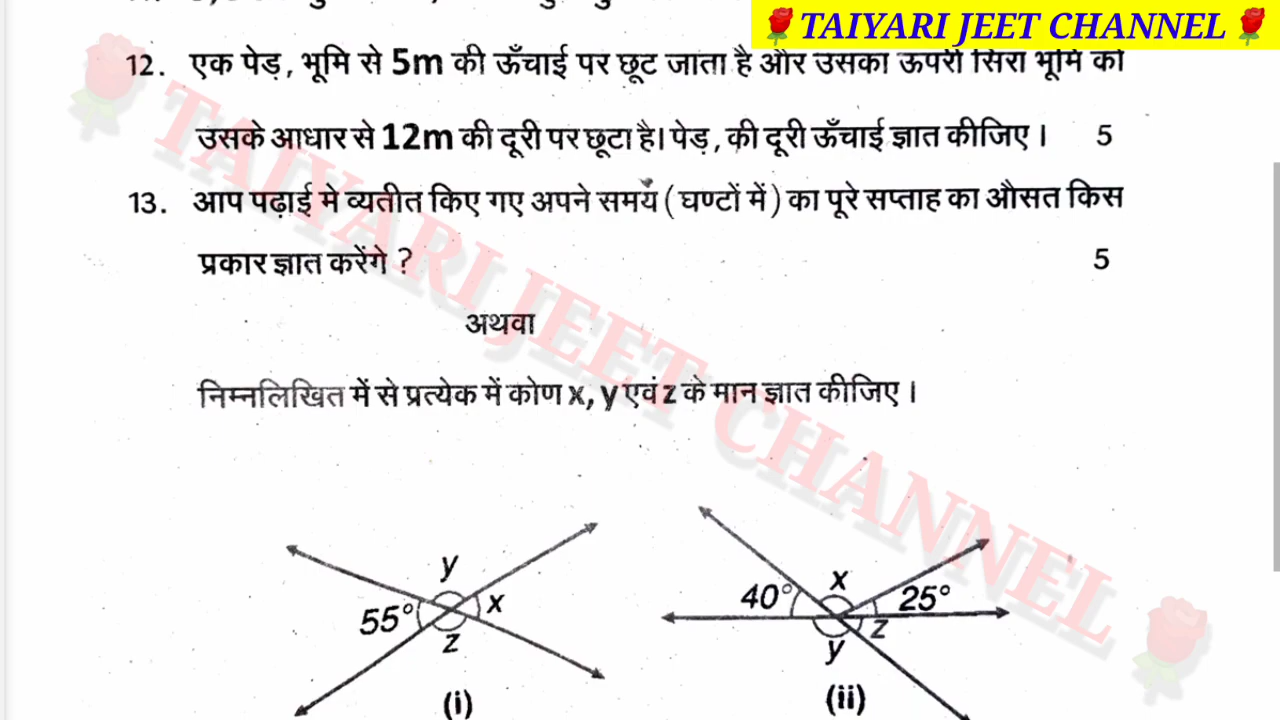 🌹TAIYARI JEET CHANNEL🌹
12. एक पेड़, भूमि से 5m की ऊँचाई पर छूट जाता है और उसका ऊपरी सिरा भूमि को
उसके आधार से 12m की दूरी पर छूटा है। पेड़, की दूरी ऊँचाई ज्ञात कीजिए। 5
13. आप पढ़ाई मे व्यतीत किए गए अपने समय (घण्टों में) का पूरे सप्ताह का औसत किस
प्रकार ज्ञात करेंगे ? 5
अथवा
निम्नलिखित में से प्रत्येक में कोण x, y एवं z के मान ज्ञात कीजिए।
y
55° x
z
(i)
x
40° 25°
z
y
(ii)
TAIYARI JEET CHANNEL